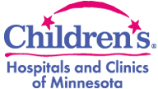 Children's®
Hospitals and Clinics
of Minnesota